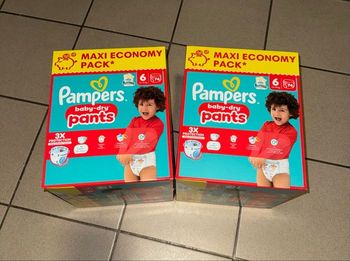 MAXI ECONOMY
PACK*
6
Pampers
baby-dry
pants
3X
MAXI ECONOMY
PACK*
6
Pampers
baby-dry
pants
3X